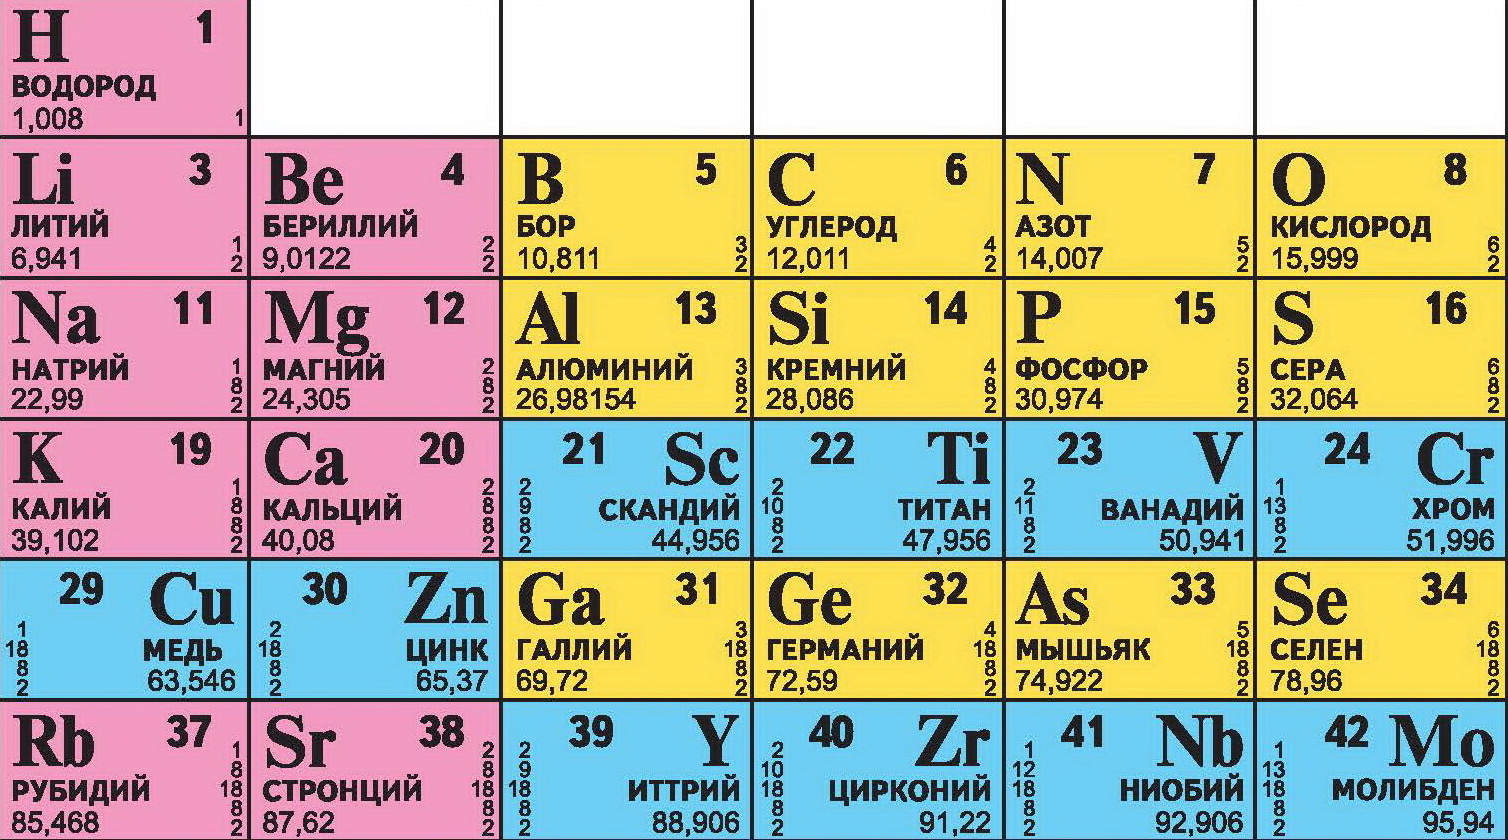 H 1
ВОДОРОД
1,008 1
Li 3
ЛИТИЙ
6,941 1 2
Be 4
БЕРИЛЛИЙ
9,0122 2 2
B 5
БОР
10,811 3 2
C 6
УГЛЕРОД
12,011 4 2
N 7
АЗОТ
14,007 5 2
O 8
КИСЛОРОД
15,999 6 2
Na 11
НАТРИЙ
22,99 1 8 2
Mg 12
МАГНИЙ
24,305 2 8 2
Al 13
АЛЮМИНИЙ
26,98154 3 8 2
Si 14
КРЕМНИЙ
28,086 4 8 2
P 15
ФОСФОР
30,974 5 8 2
S 16
СЕРА
32,064 6 8 2
K 19
КАЛИЙ
39,102 1 8 8 2
Ca 20
КАЛЬЦИЙ
40,08 2 8 8 2
21 Sc
СКАНДИЙ
2 9 8 2 44,956
22 Ti
ТИТАН
2 10 8 2 47,956
23 V
ВАНАДИЙ
2 11 8 2 50,941
24 Cr
ХРОМ
1 13 8 2 51,996
29 Cu
МЕДЬ
1 18 8 2 63,546
30 Zn
ЦИНК
2 18 8 2 65,37
Ga 31
ГАЛЛИЙ
69,72 3 18 8 2
Ge 32
ГЕРМАНИЙ
72,59 4 18 8 2
As 33
МЫШЬЯК
74,922 5 18 8 2
Se 34
СЕЛЕН
78,96 6 18 8 2
Rb 37
РУБИДИЙ
85,468 1 8 18 8 2
Sr 38
СТРОНЦИЙ
87,62 2 8 18 8 2
39 Y
ИТТРИЙ
2 9 18 8 2 88,906
40 Zr
ЦИРКОНИЙ
2 10 18 8 2 91,22
41 Nb
НИОБИЙ
1 12 18 8 2 92,906
42 Mo
МОЛИБДЕН
1 13 18 8 2 95,94